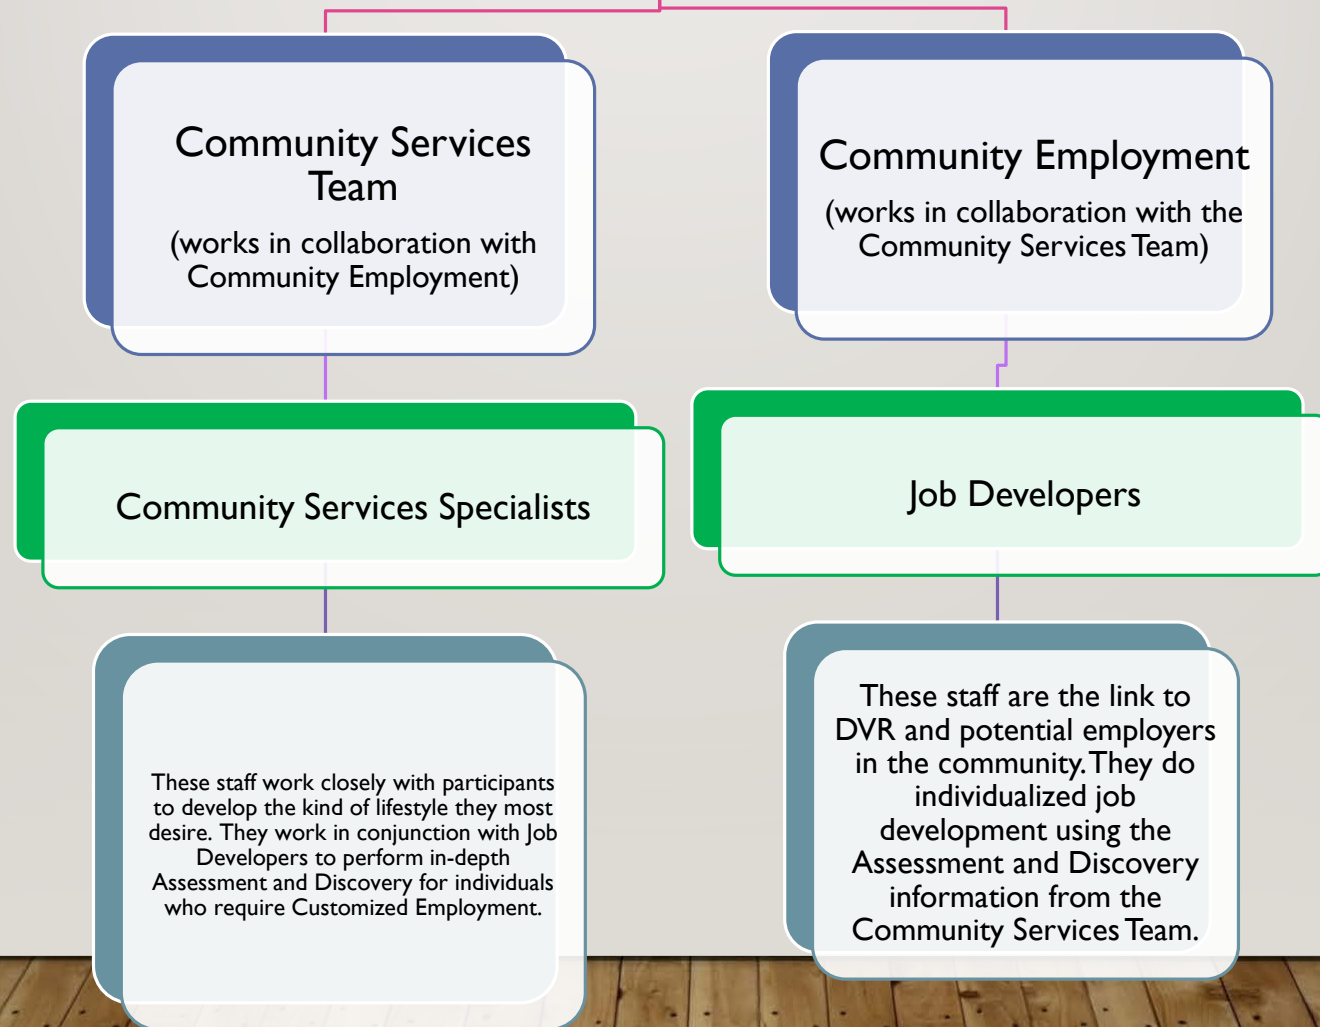 Community Services
Team
(works in collaboration with
Community Employment)
Community Employment
(works in collaboration with the
Community Services Team)
Community Services Specialists
Job Developers
These staff work closely with participants
to develop the kind of lifestyle they most
desire. They work in conjunction with Job
Developers to perform in-depth
Assessment and Discovery for individuals
who require Customized Employment.
These staff are the link to
DVR and potential employers
in the community. They do
individualized job
development using the
Assessment and Discovery
information from the
Community Services Team.